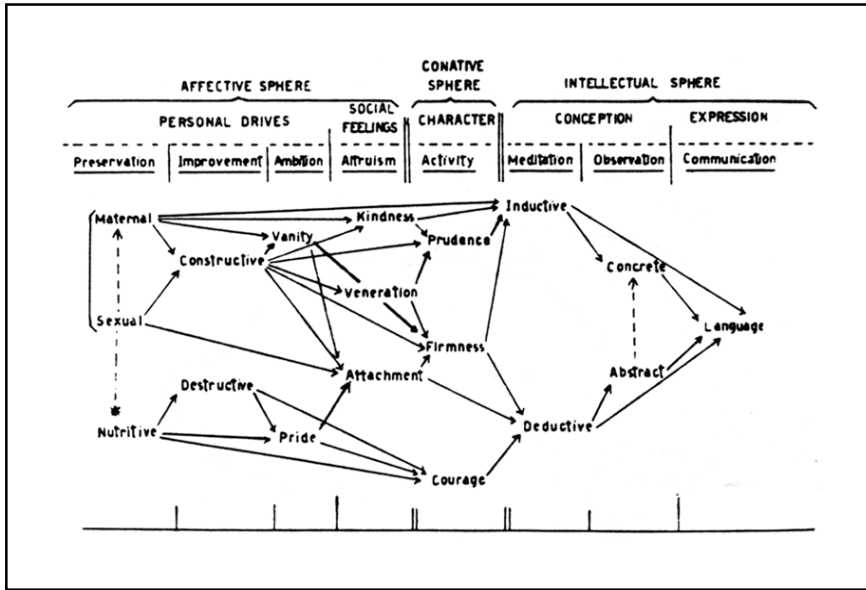 AFFECTIVE SPHERE
CONATIVE
SPHERE
INTELLECTUAL SPHERE
PERSONAL DRIVES
SOCIAL
FEELINGS
CHARACTER
CONCEPTION
EXPRESSION
Preservation
Improvement
Ambition
Altruism
Activity
Meditation
Observation
Communication
Maternal
Kindness
Inductive
Vanity
Prudence
Constructive
Concrete
Veneration
Sexual
Language
Firmness
Attachment
Abstract
Destructive
Nutritive
Pride
Deductive
Courage